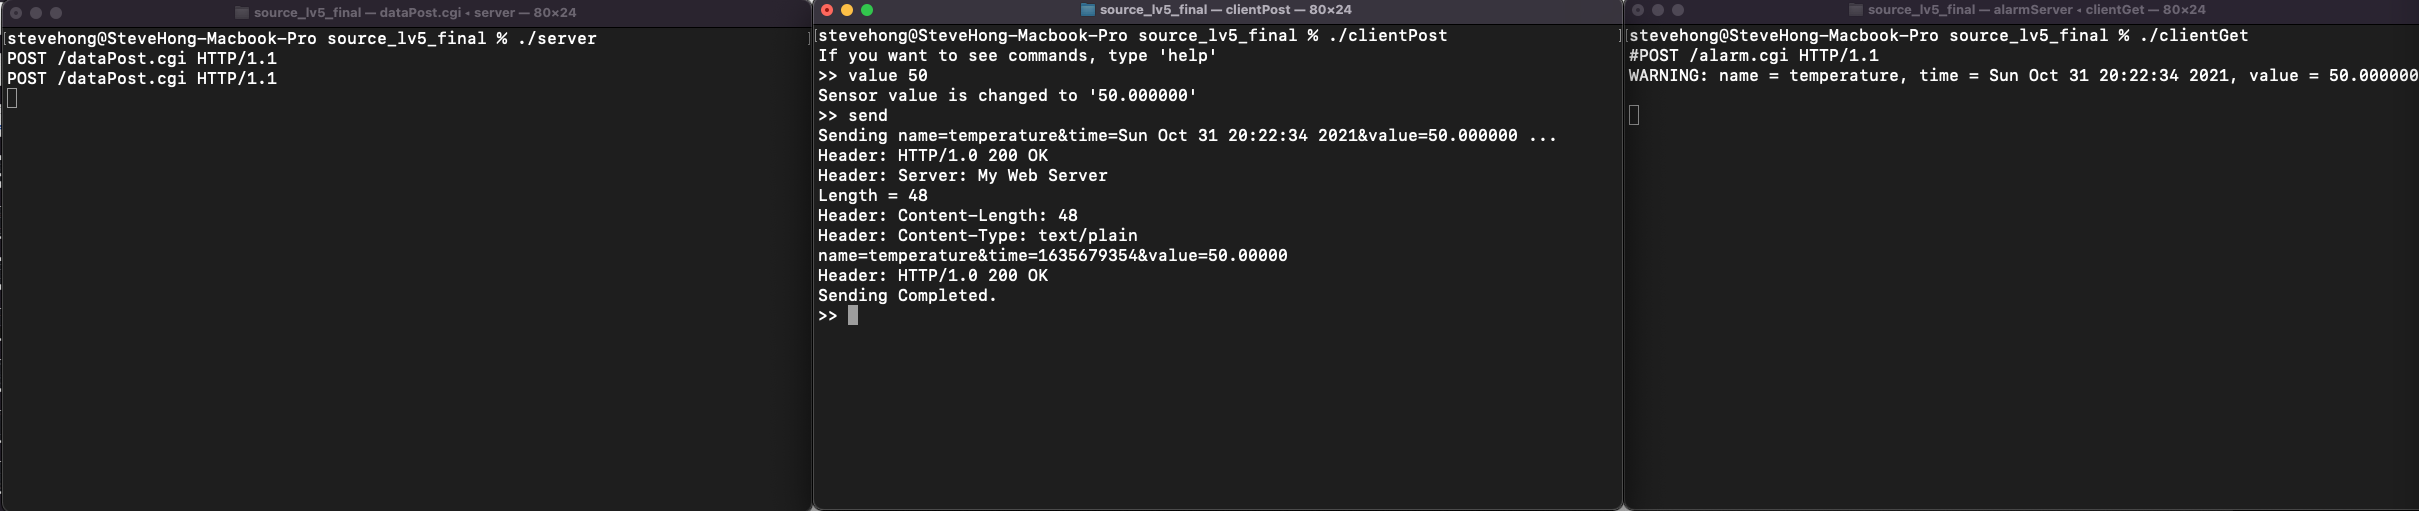 source_lv5_final — dataPost.cgi ◂ server — 80×24
[stevehong@SteveHong-Macbook-Pro source_lv5_final % ./server ]
POST /dataPost.cgi HTTP/1.1
POST /dataPost.cgi HTTP/1.1
source_lv5_final — clientPost — 80×24
[stevehong@SteveHong-Macbook-Pro source_lv5_final % ./clientPost ]
If you want to see commands, type 'help'
>> value 50
Sensor value is changed to '50.000000'
>> send
Sending name=temperature&time=Sun Oct 31 20:22:34 2021&value=50.000000 ...
Header: HTTP/1.0 200 OK
Header: Server: My Web Server
Length = 48
Header: Content-Length: 48
Header: Content-Type: text/plain
name=temperature&time=1635679354&value=50.00000
Header: HTTP/1.0 200 OK
Sending Completed.
>>
source_lv5_final — alarmServer ◂ clientGet — 80×24
[stevehong@SteveHong-Macbook-Pro source_lv5_final % ./clientGet
#POST /alarm.cgi HTTP/1.1
WARNING: name = temperature, time = Sun Oct 31 20:22:34 2021, value = 50.000000